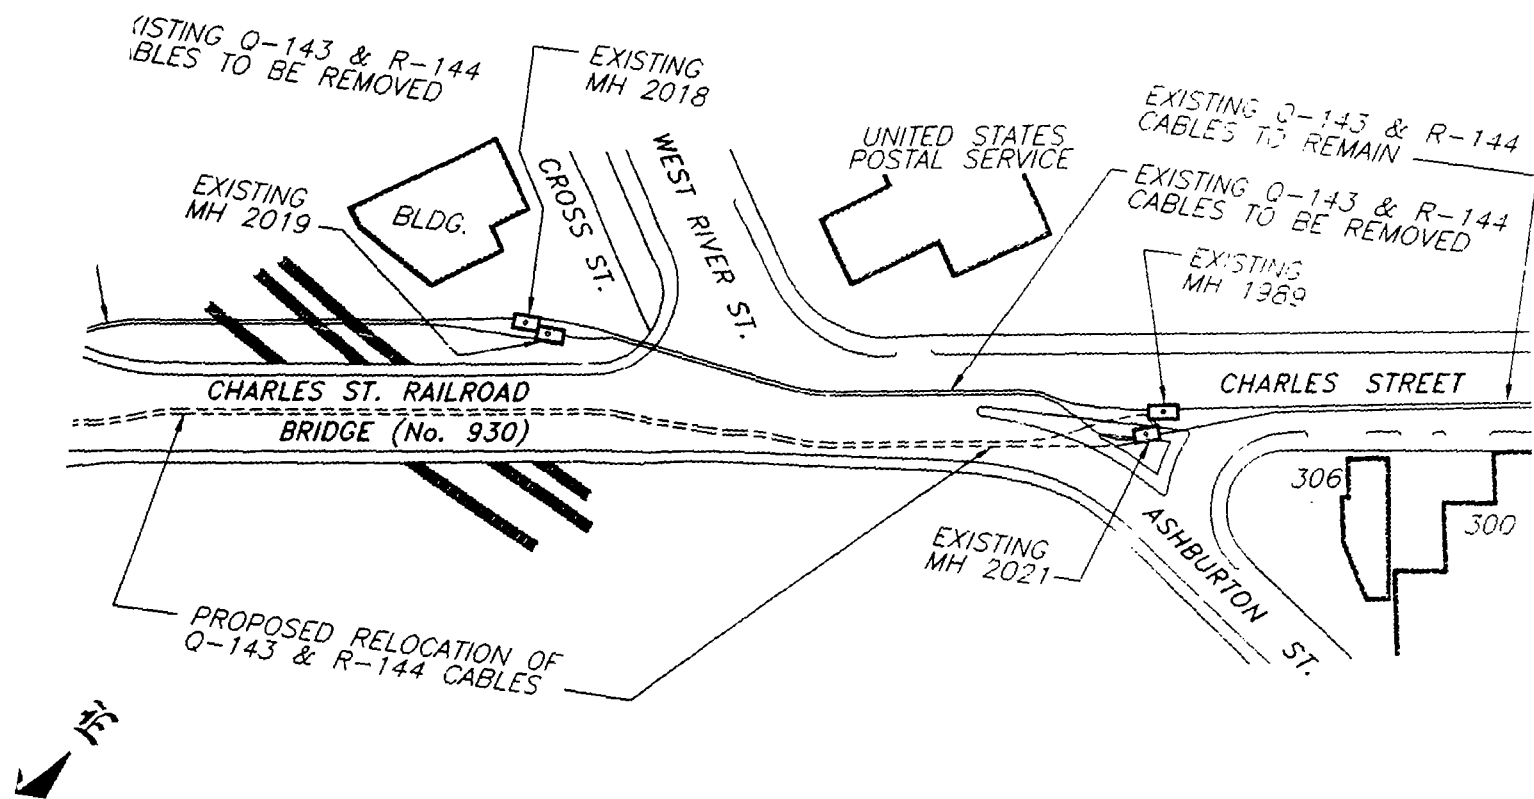 ISTING Q-143 & R-144
BLES TO BE REMOVED
EXISTING
MH 2018
EXISTING
MH 2019
BLDG.
CROSS ST.
WEST RIVER ST.
UNITED STATES
POSTAL SERVICE
EXISTING Q-143 & R-144
CABLES TO REMAIN
EXISTING Q-143 & R-144
CABLES TO BE REMOVED
EXISTING
MH 1989
CHARLES ST. RAILROAD
BRIDGE (No. 930)
CHARLES STREET
306
300
EXISTING
MH 2021
ASHBURTON ST.
PROPOSED RELOCATION OF
Q-143 & R-144 CABLES